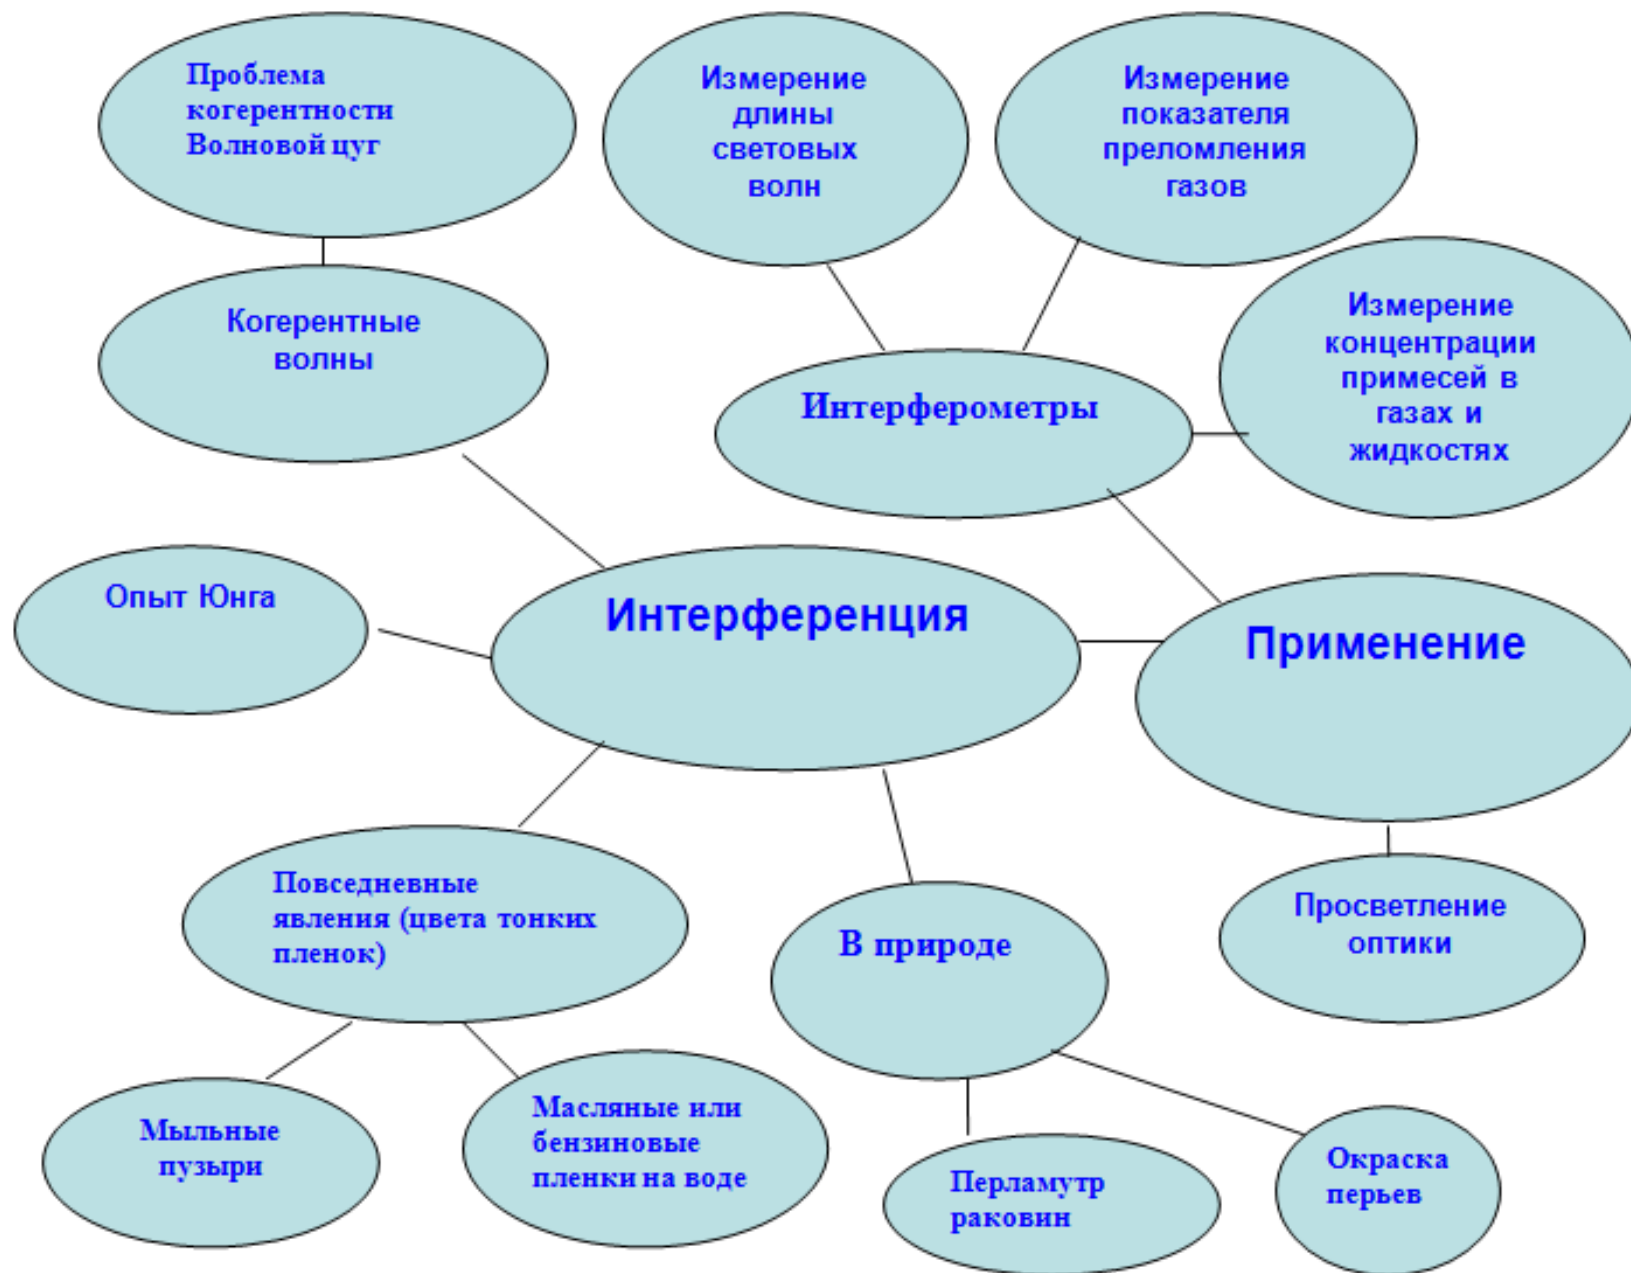 Проблема
когерентности
Волновой цуг
Измерение
длины
световых
волн
Измерение
показателя
преломления
газов
Когерентные
волны
Интерферометры
Измерение
концентрации
примесей в
газах и
жидкостях
Опыт Юнга
Интерференция
Применение
Повседневные
явления (цвета тонких
пленок)
В природе
Просветление
оптики
Мыльные
пузыри
Масляные или
бензиновые
пленки на воде
Перламутр
раковин
Окраска
перьев